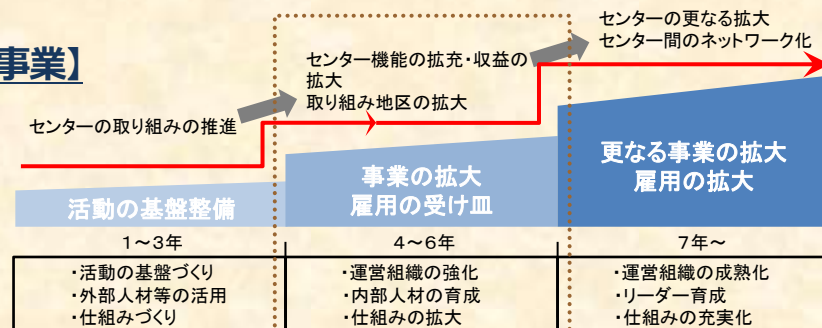 事業】
センターの更なる拡大
センター間のネットワーク化
センター機能の拡充・収益の
拡大
取り組み地区の拡大
センターの取り組みの推進
活動の基盤整備
事業の拡大
雇用の受け皿
更なる事業の拡大
雇用の拡大
1～3年
4～6年
7年～
・活動の基盤づくり
・外部人材等の活用
・仕組みづくり
・運営組織の強化
・内部人材の育成
・仕組みの拡大
・運営組織の成熟化
・リーダー育成
・仕組みの充実化